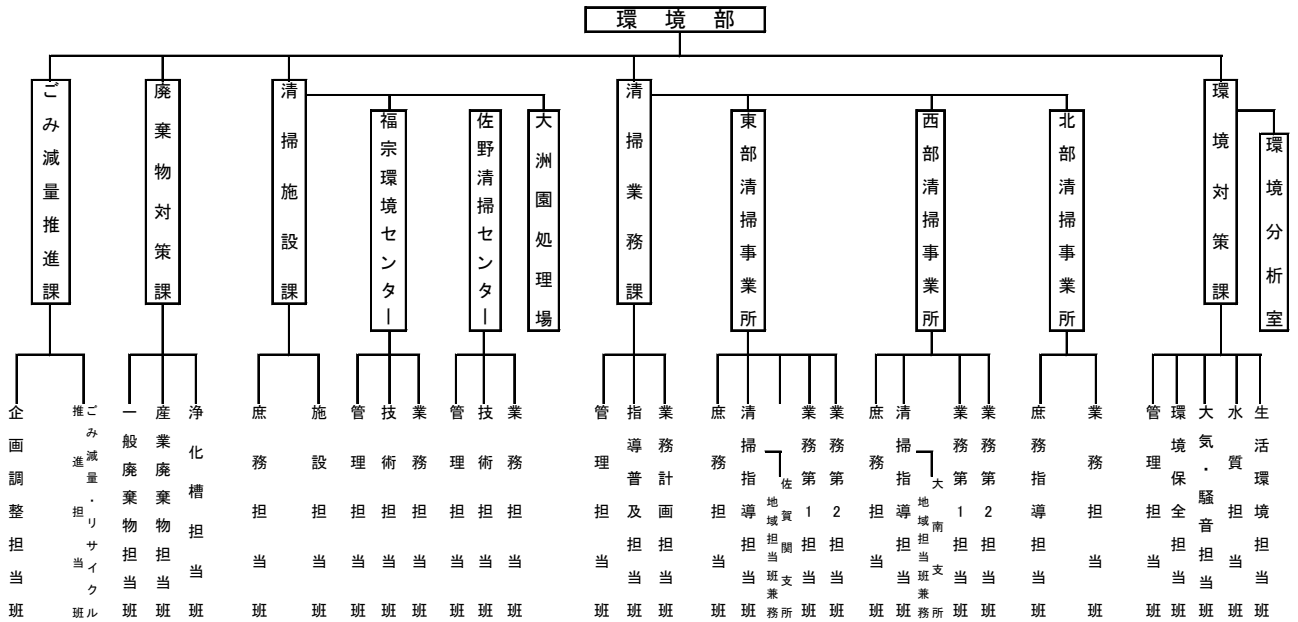 環境部
ごみ減量推進課
廃棄物対策課
清掃施設課
福宗環境センター
佐野清掃センター
大洲園処理場
清掃業務課
東部清掃事業所
西部清掃事業所
北部清掃事業所
環境対策課
環境分析室
企画調整担当班
ごみ減量・リサイクル
推進担当班
一般廃棄物担当班
産業廃棄物担当班
浄化槽担当班
庶務担当班
施設担当班
管理担当班
技術担当班
業務担当班
管理担当班
技術担当班
業務担当班
管理担当班
指導普及担当班
業務計画担当班
庶務担当班
清掃指導担当班
佐賀関支所
地域担当班兼務
業務第1担当班
業務第2担当班
庶務担当班
清掃指導担当班
大南支所
地域担当班兼務
業務第1担当班
業務第2担当班
庶務指導担当班
業務担当班
管理担当班
環境保全担当班
大気・騒音担当班
水質担当班
生活環境担当班